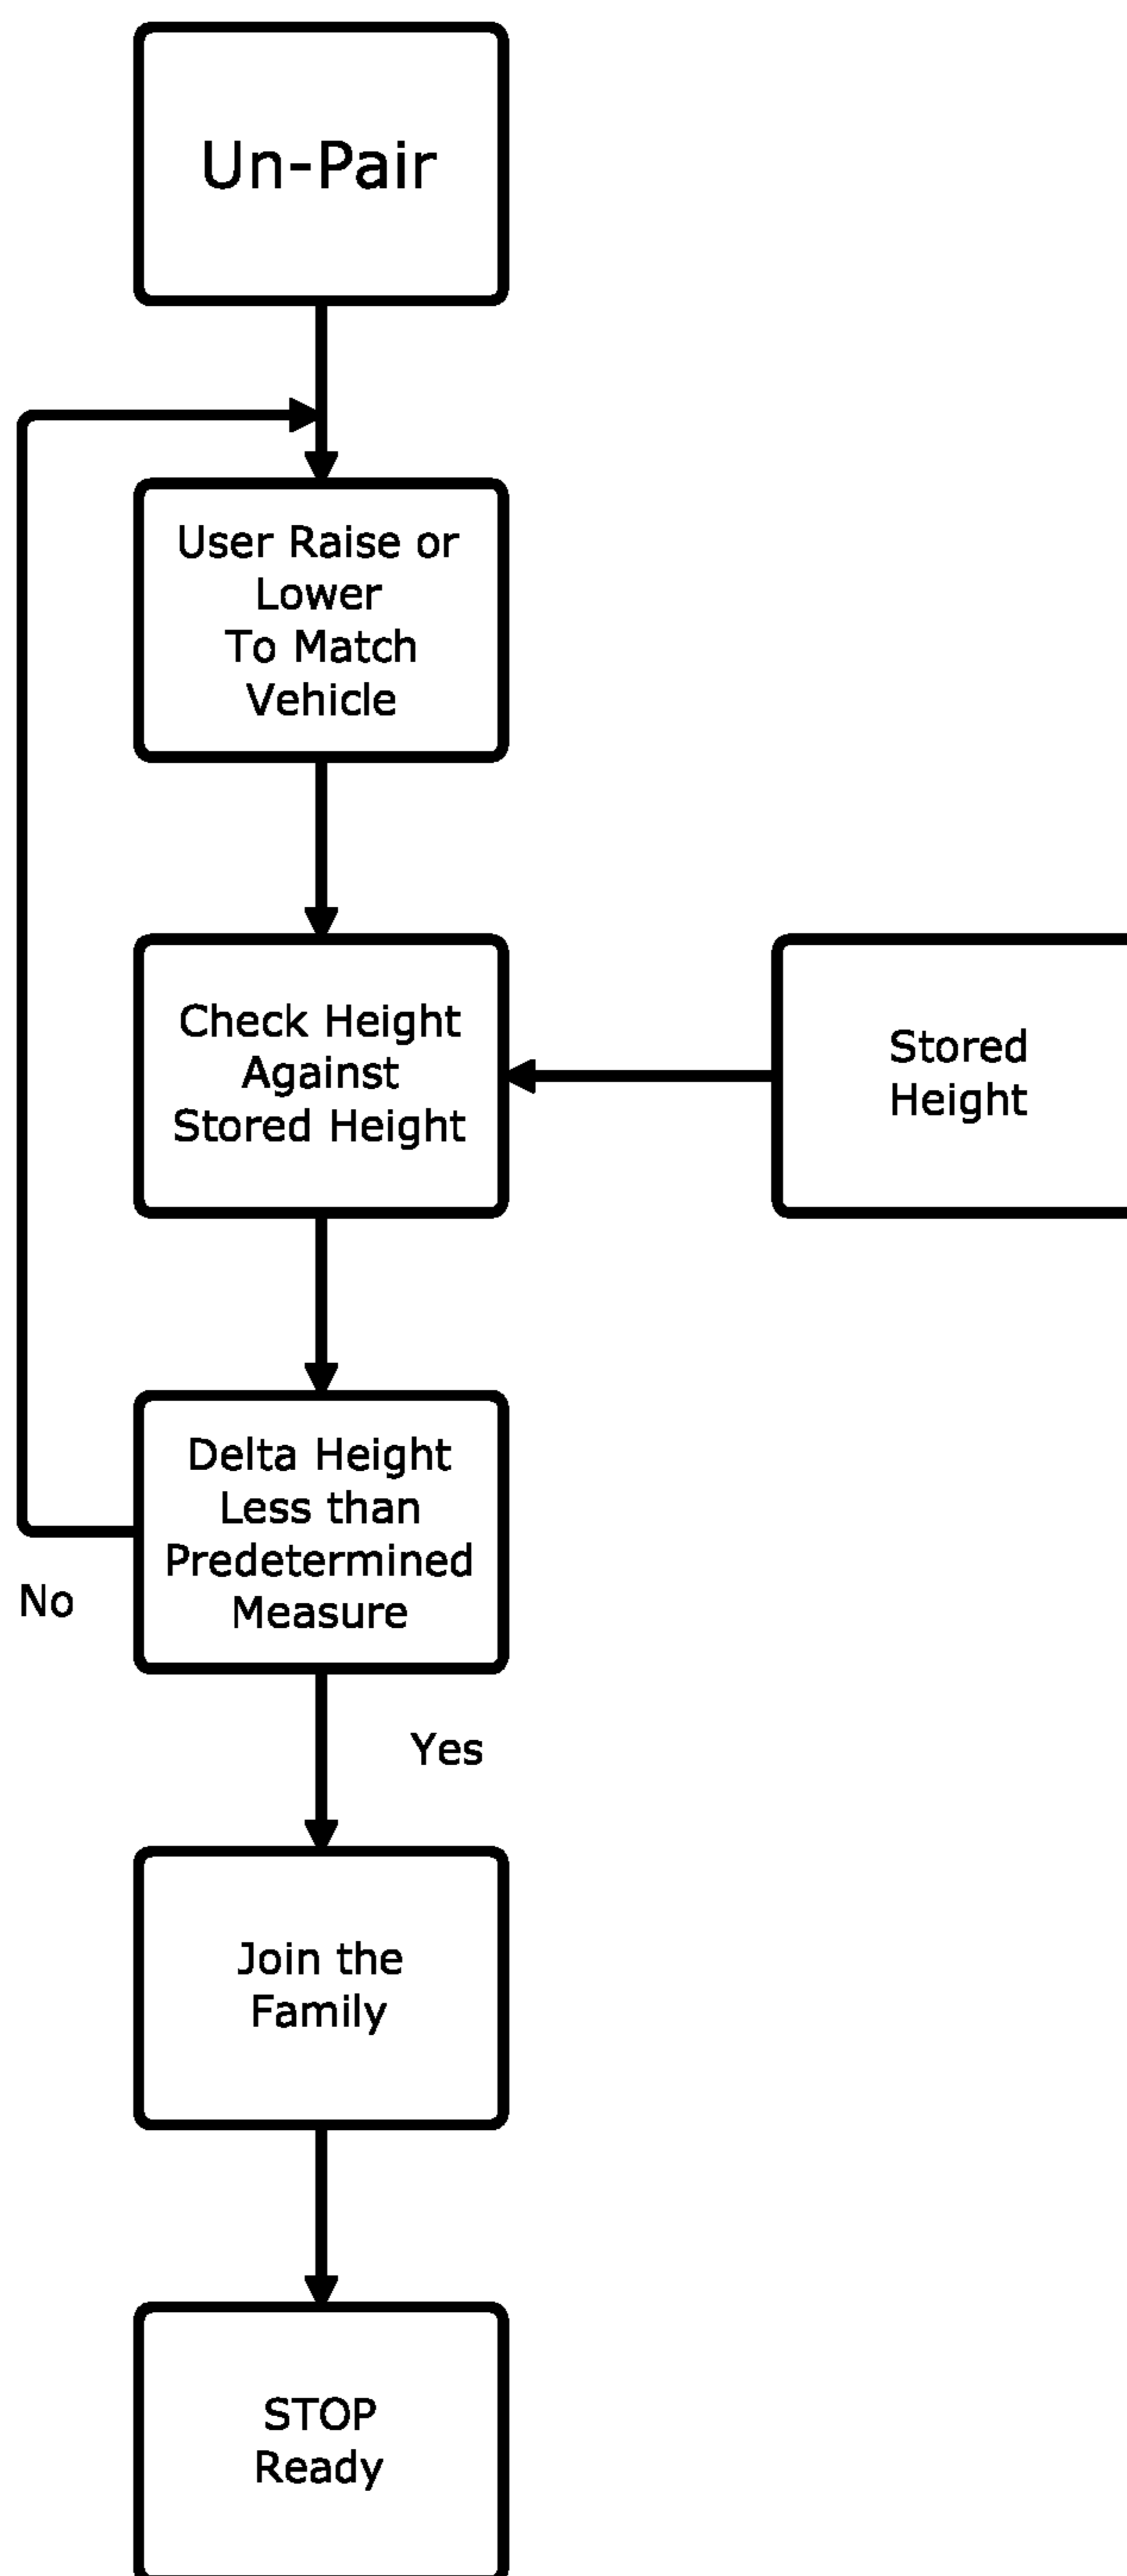 Un-Pair
User Raise or
Lower
To Match
Vehicle
Check Height
Against
Stored Height
Stored
Height
Delta Height
Less than
Predetermined
Measure
No
Yes
Join the
Family
STOP
Ready